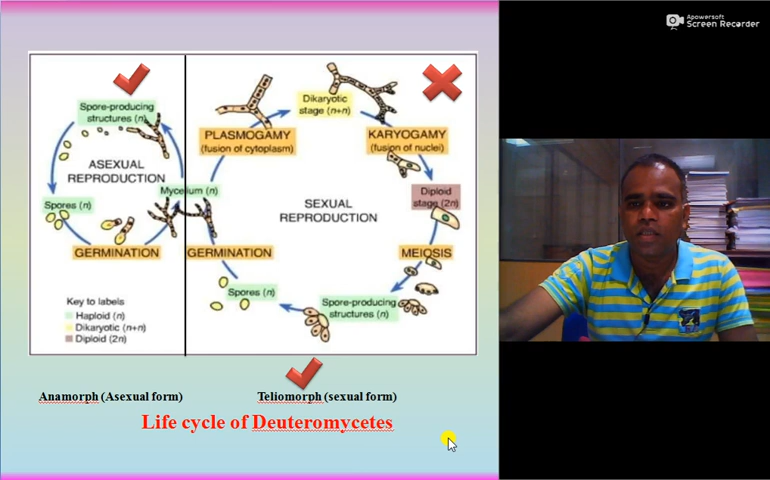 Apowersoft
Screen Recorder
Spore-producing
structures (n)
ASEXUAL
REPRODUCTION
Spores (n)
GERMINATION
Mycelium (n)
Key to labels
Haploid (n)
Dikaryotic (n+n)
Diploid (2n)
PLASMOGAMY
(fusion of cytoplasm)
Dikaryotic
stage (n+n)
KARYOGAMY
(fusion of nuclei)
SEXUAL
REPRODUCTION
Diploid
stage (2n)
MEIOSIS
Spore-producing
structures (n)
Spores (n)
GERMINATION
Anamorph (Asexual form)
Teliomorph (sexual form)
Life cycle of Deuteromycetes